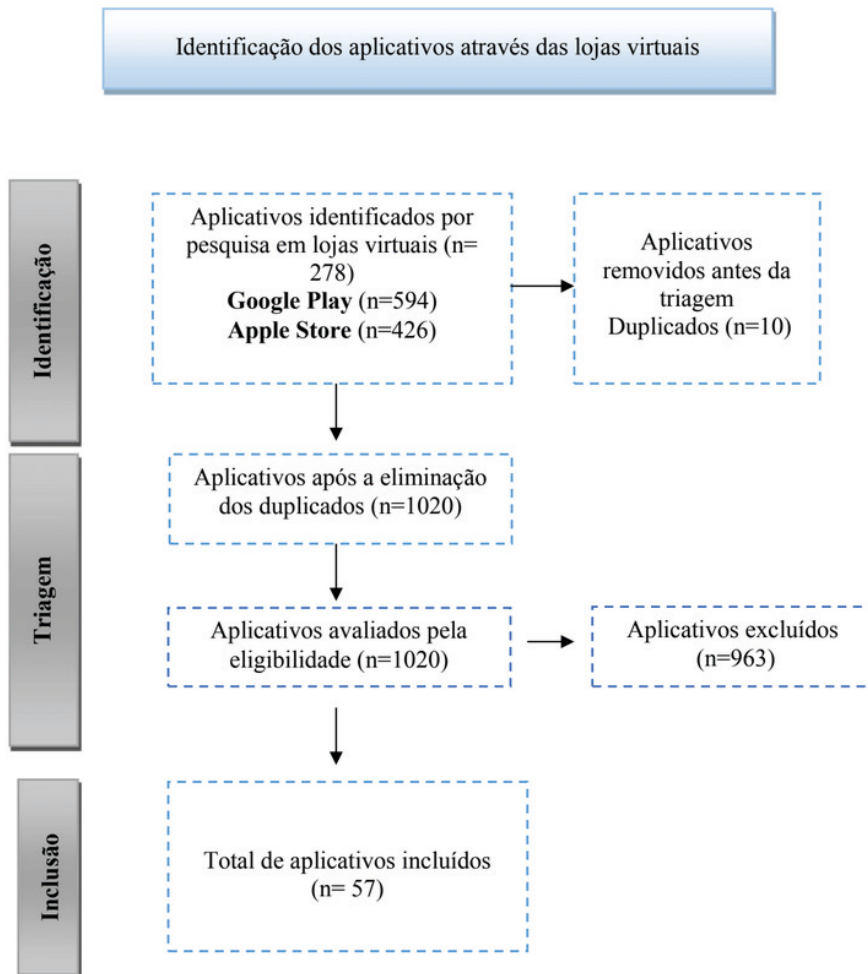 Identificação dos aplicativos através das lojas virtuais
Identificação
Aplicativos identificados por
pesquisa em lojas virtuais (n=
278)
Google Play (n=594)
Apple Store (n=426)
Aplicativos
removidos antes da
triagem
Duplicados (n=10)
Triagem
Aplicativos após a eliminação
dos duplicados (n=1020)
Aplicativos avaliados pela
eligibilidade (n=1020)
Aplicativos excluídos
(n=963)
Inclusão
Total de aplicativos incluídos
(n= 57)